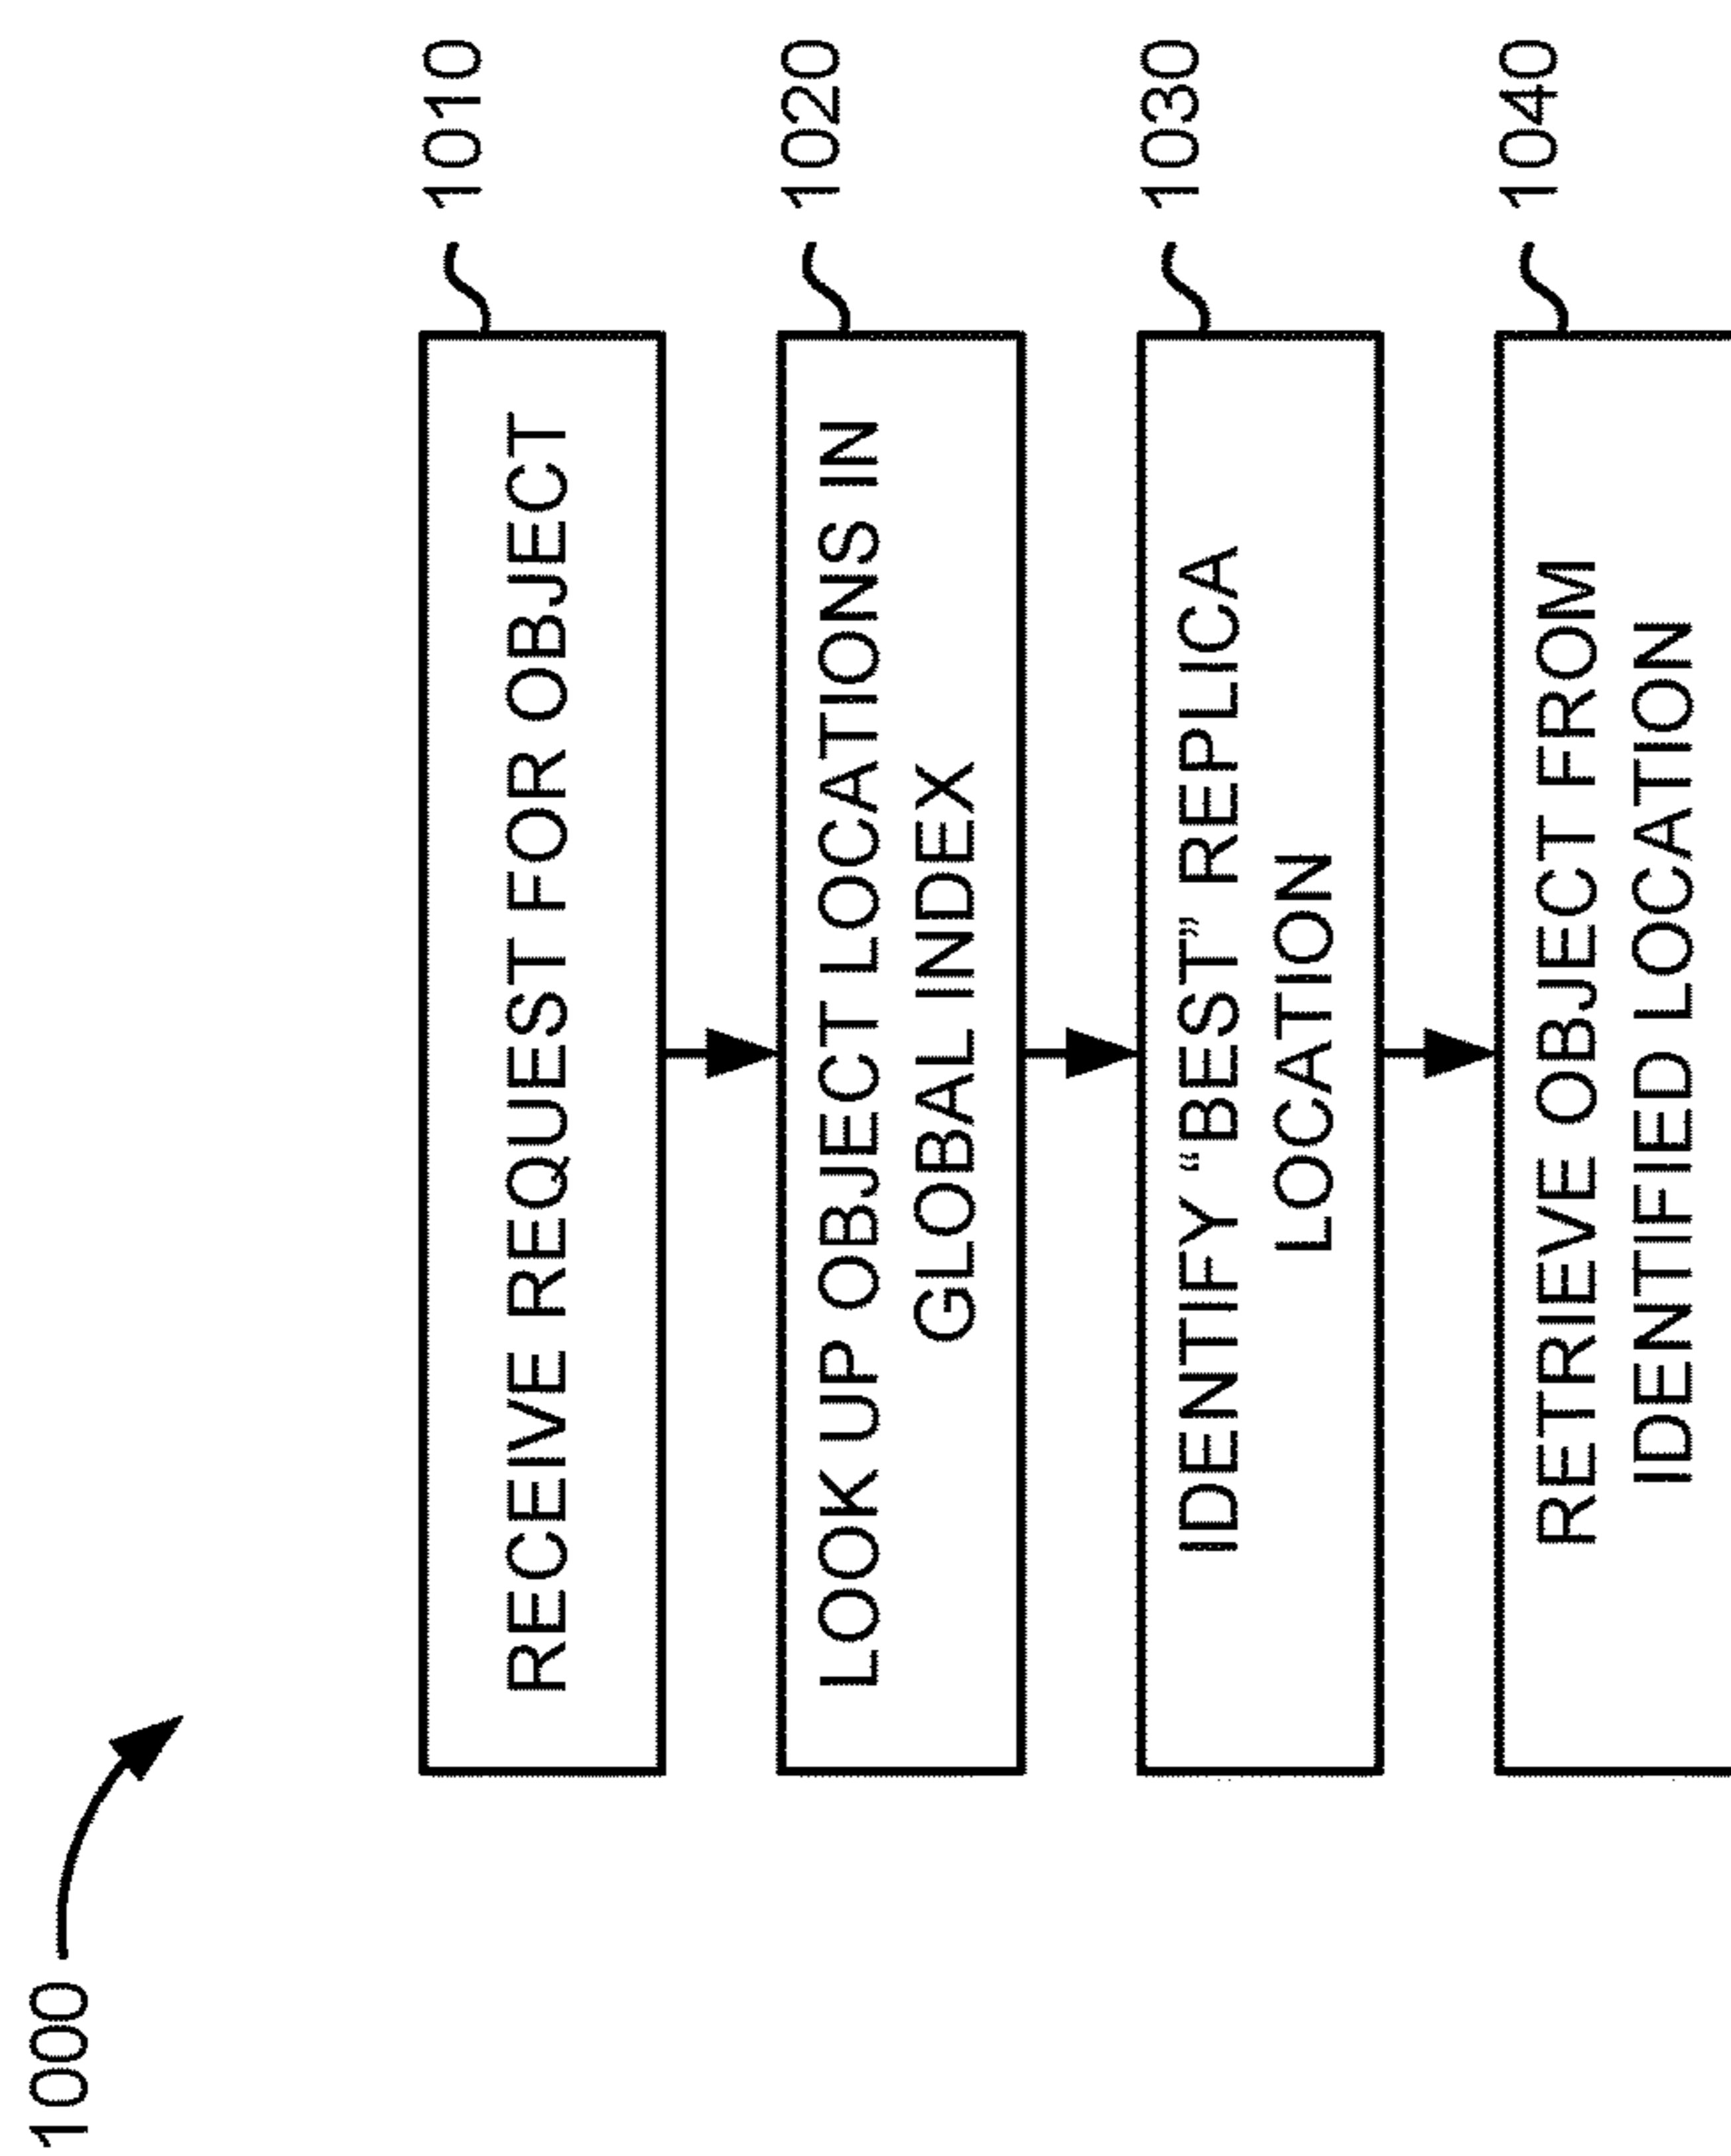 1000
RECEIVE REQUEST FOR OBJECT
1010
LOOK UP OBJECT LOCATIONS IN
GLOBAL INDEX
1020
IDENTIFY “BEST” REPLICA
LOCATION
1030
RETRIEVE OBJECT FROM
IDENTIFIED LOCATION
1040